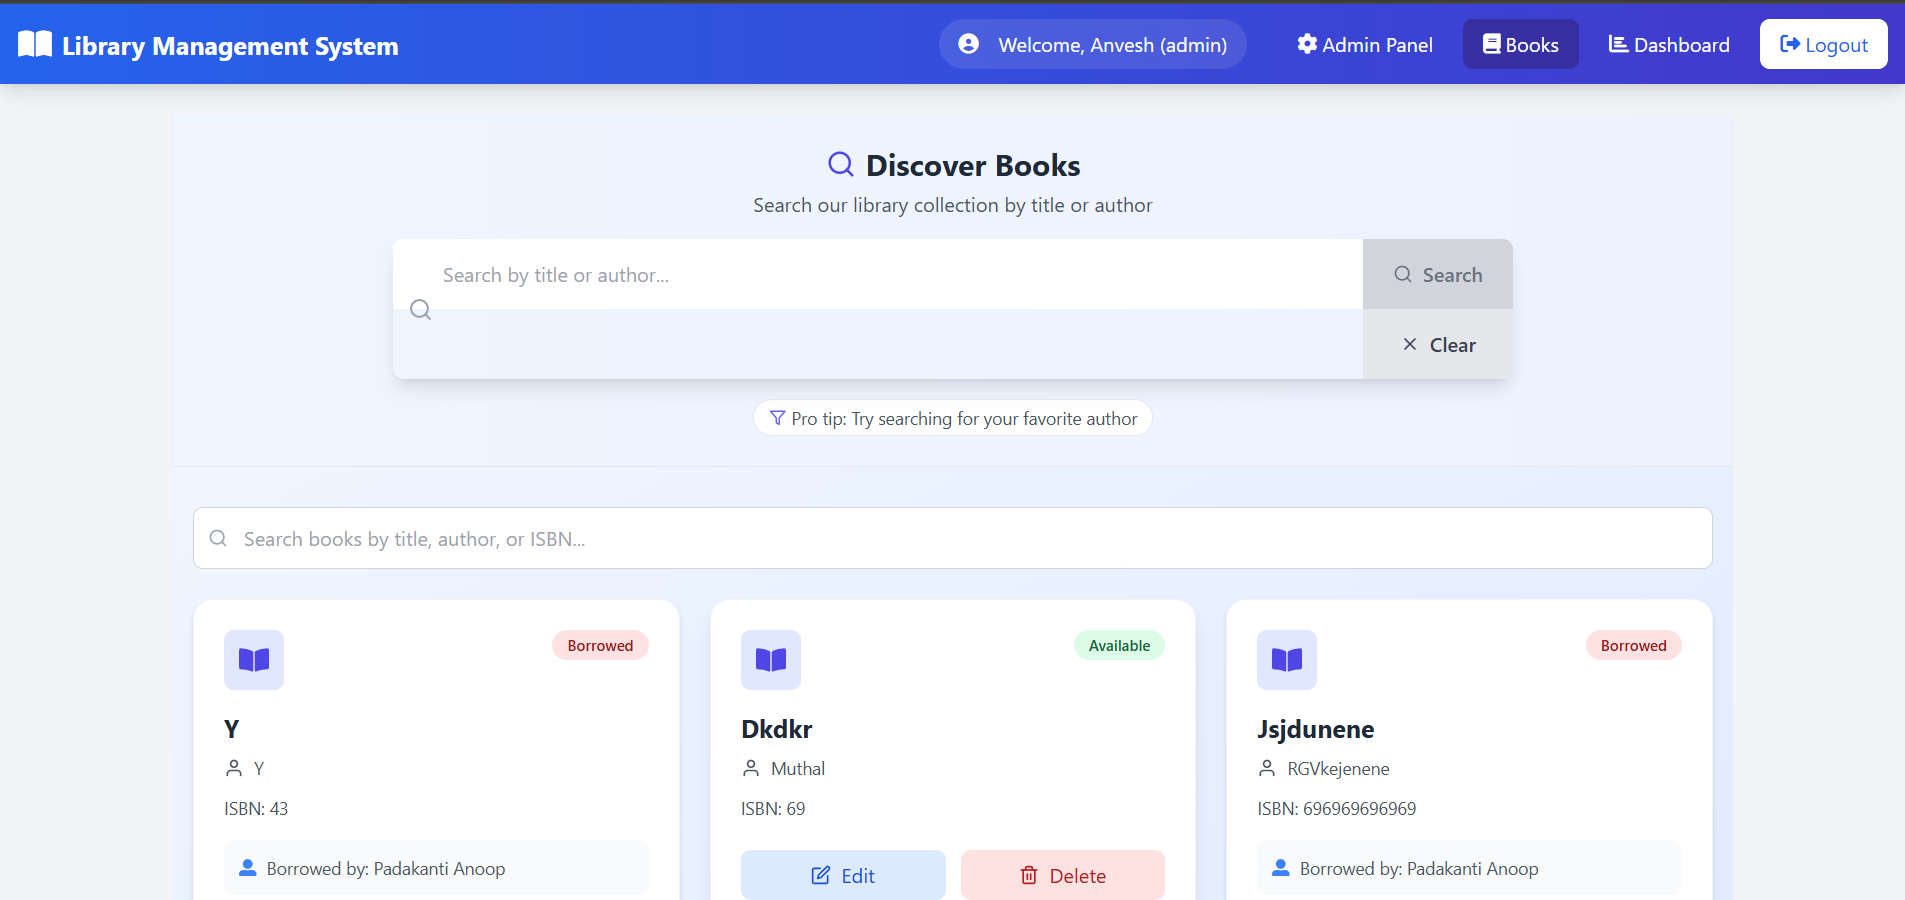 Library Management System
Welcome, Anvesh (admin)
Admin Panel
Books
Dashboard
Logout
Discover Books
Search our library collection by title or author
Search by title or author...
Search
Clear
Pro tip: Try searching for your favorite author
Search books by title, author, or ISBN...
Borrowed
Y
Y
ISBN: 43
Borrowed by: Padakanti Anoop
Available
Dkdkr
Muthal
ISBN: 69
Edit
Delete
Borrowed
Jsjdunene
RGVkejenene
ISBN: 696969696969
Borrowed by: Padakanti Anoop